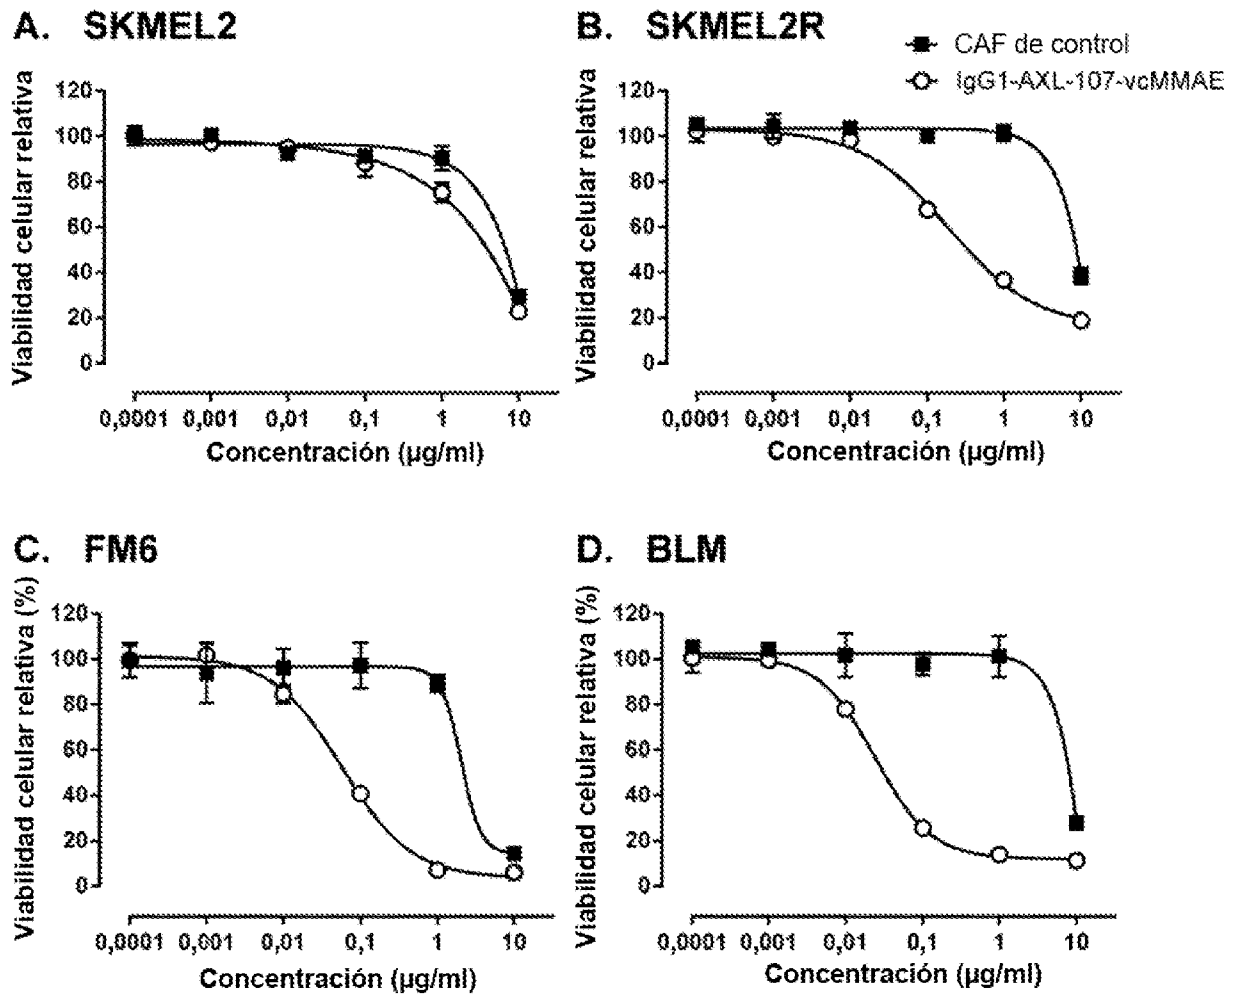 A. SKMEL2
B. SKMEL2R
CAF de control
IgG1-AXL-107-vcMMAE
Viabilidad celular relativa
120
100
80
60
40
20
0
0,0001 0,001 0,01 0,1 1 10
Concentración (µg/ml)
Viabilidad celular relativa
120
100
80
60
40
20
0
0,0001 0,001 0,01 0,1 1 10
Concentración (µg/ml)
C. FM6
Viabilidad celular relativa (%)
120
100
80
60
40
20
0
0,0001 0,001 0,01 0,1 1 10
Concentración (µg/ml)
D. BLM
Viabilidad celular relativa (%)
120
100
80
60
40
20
0
0,0001 0,001 0,01 0,1 1 10
Concentración (µg/ml)